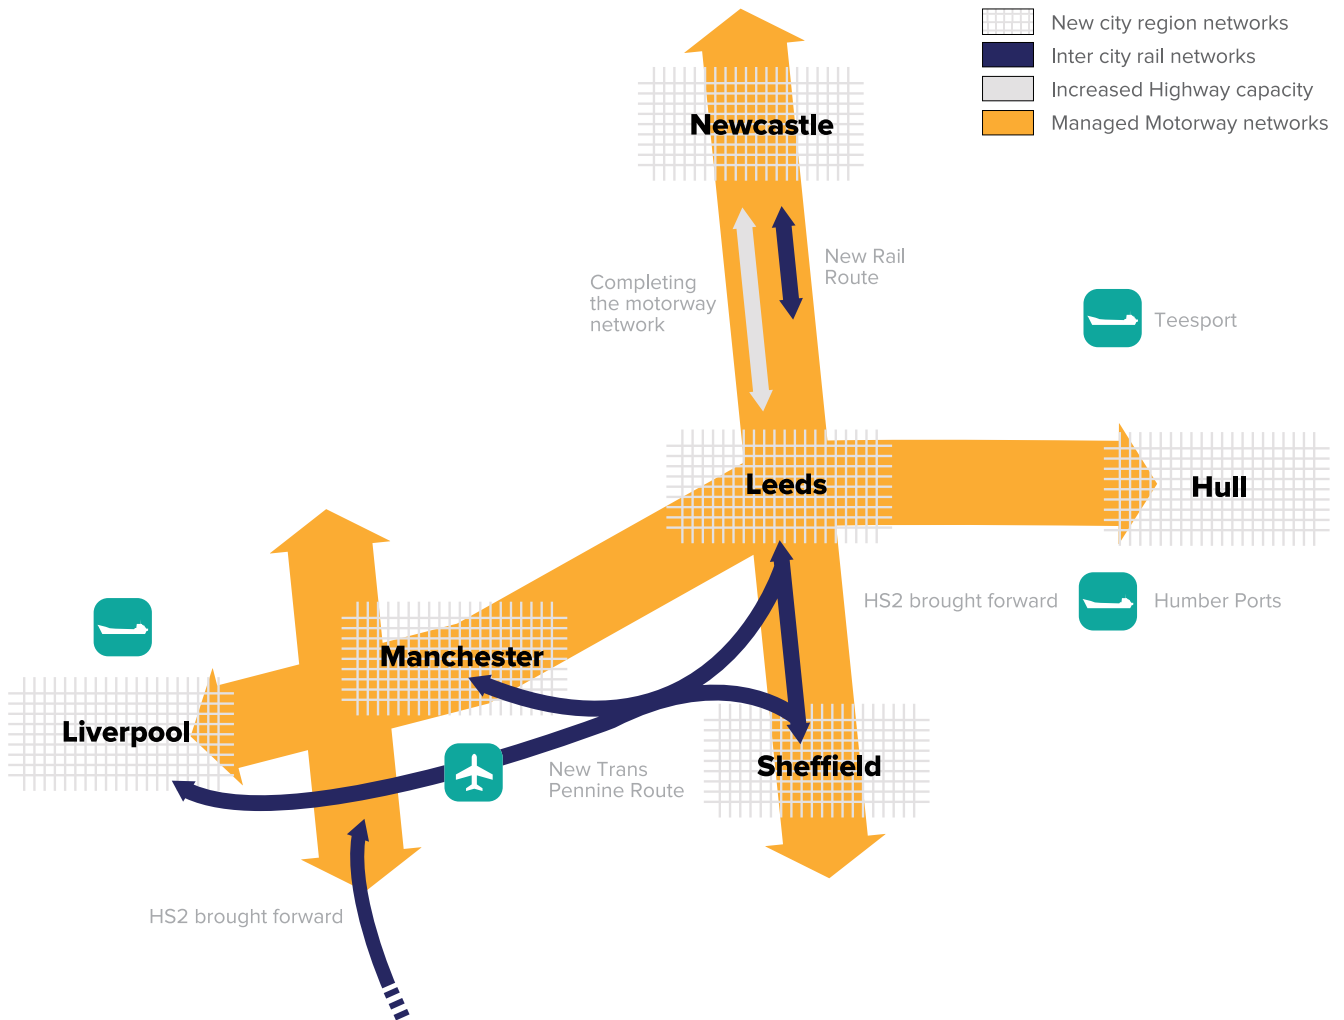 New city region networks
Inter city rail networks
Increased Highway capacity
Managed Motorway networks
Newcastle
New Rail
Route
Completing
the motorway
network
Teesport
Leeds
Hull
HS2 brought forward
Humber Ports
Manchester
Liverpool
Sheffield
New Trans
Pennine Route
HS2 brought forward